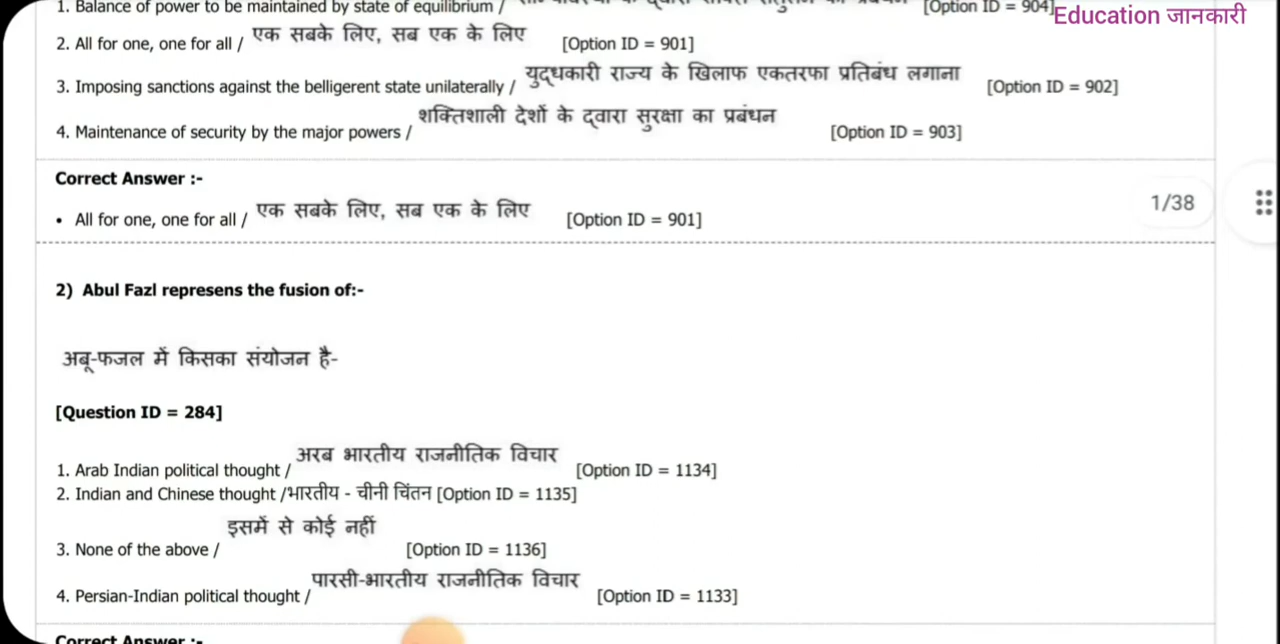 1. Balance of power to be maintained by state of equilibrium / [Option ID = 904]
Education जानकारी
2. All for one, one for all / एक सबके लिए, सब एक के लिए [Option ID = 901]
3. Imposing sanctions against the belligerent state unilaterally / युद्धकारी राज्य के खिलाफ एकतरफा प्रतिबंध लगाना [Option ID = 902]
4. Maintenance of security by the major powers / शक्तिशाली देशों के द्वारा सुरक्षा का प्रबंधन [Option ID = 903]
Correct Answer :-
• All for one, one for all / एक सबके लिए, सब एक के लिए [Option ID = 901]
1/38
2) Abul Fazl represens the fusion of:-
अबू-फजल में किसका संयोजन है-
[Question ID = 284]
1. Arab Indian political thought / अरब भारतीय राजनीतिक विचार [Option ID = 1134]
2. Indian and Chinese thought /भारतीय - चीनी चिंतन [Option ID = 1135]
3. None of the above / इसमें से कोई नहीं [Option ID = 1136]
4. Persian-Indian political thought / पारसी-भारतीय राजनीतिक विचार [Option ID = 1133]
Correct Answer :-